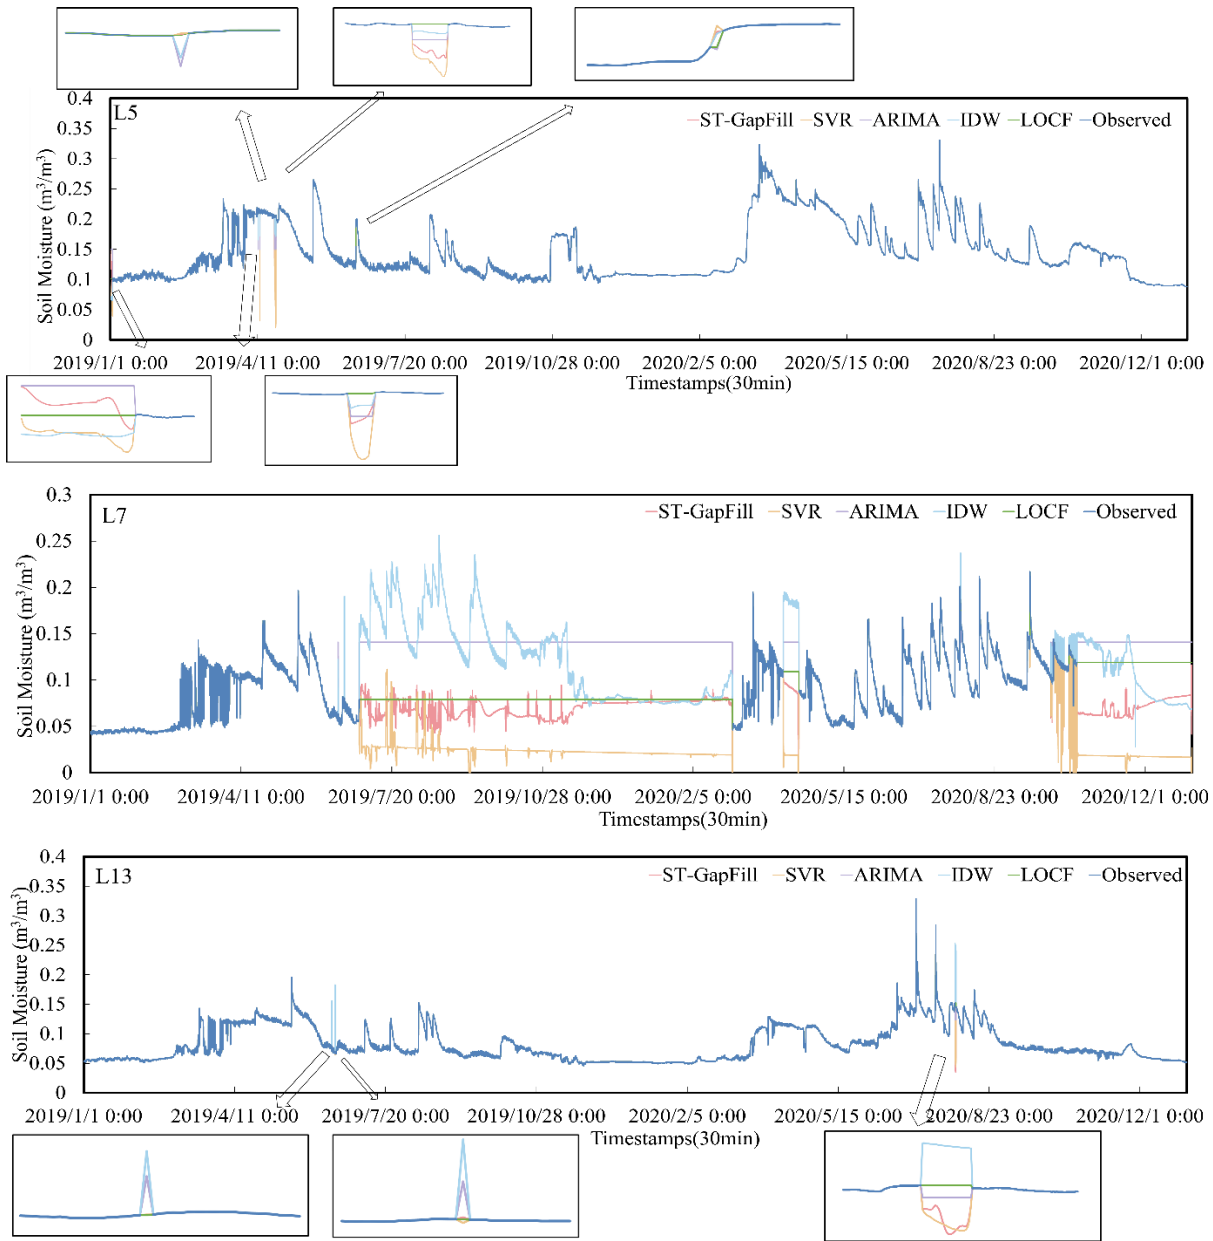 0.4
L5
ST-GapFill SVR ARIMA IDW LOCF Observed
0.35
0.3
0.25
0.2
0.15
0.1
0.05
0
Soil Moisture (m³/m³)
2019/1/1 0:00 2019/4/11 0:00 2019/7/20 0:00 2019/10/28 0:00 2020/2/5 0:00 2020/5/15 0:00 2020/8/23 0:00 2020/12/1 0:00
Timestamps(30min)
0.3
L7
ST-GapFill SVR ARIMA IDW LOCF Observed
0.25
0.2
0.15
0.1
0.05
0
Soil Moisture (m³/m³)
2019/1/1 0:00 2019/4/11 0:00 2019/7/20 0:00 2019/10/28 0:00 2020/2/5 0:00 2020/5/15 0:00 2020/8/23 0:00 2020/12/1 0:00
Timestamps(30min)
0.4
L13
ST-GapFill SVR ARIMA IDW LOCF Observed
0.35
0.3
0.25
0.2
0.15
0.1
0.05
0
Soil Moisture (m³/m³)
2019/1/1 0:00 2019/4/11 0:00 2019/7/20 0:00 2019/10/28 0:00 2020/2/5 0:00 2020/5/15 0:00 2020/8/23 0:00 2020/12/1 0:00
Timestamps(30min)